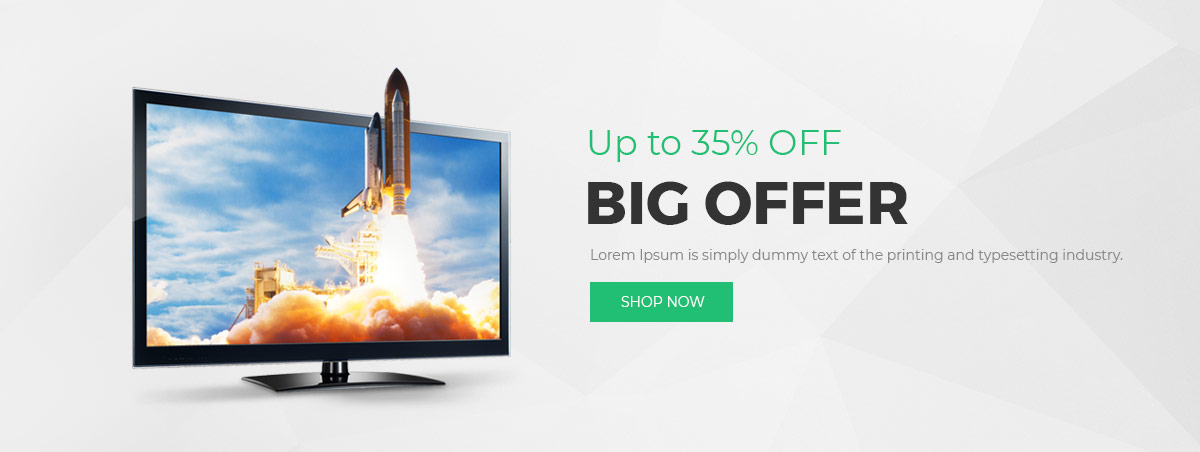 Up to 35% OFF
BIG OFFER
Lorem Ipsum is simply dummy text of the printing and typesetting industry.
SHOP NOW